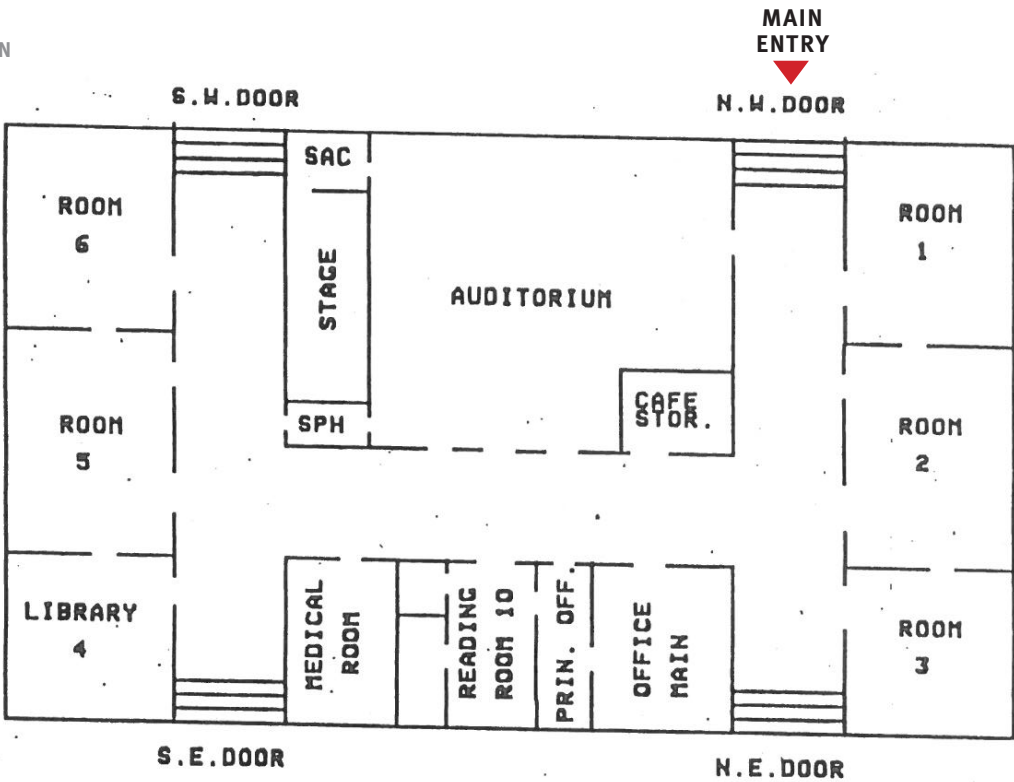 MAIN
ENTRY
N
S.W.DOOR
N.W.DOOR
SAC
ROOM
6
ROOM
1
STAGE
AUDITORIUM
CAFE
STOR.
SPH
ROOM
5
ROOM
2
LIBRARY
4
MEDICAL
ROOM
READING
ROOM 10
PRIN. OFF.
OFFICE
MAIN
ROOM
3
S.E.DOOR
N.E.DOOR